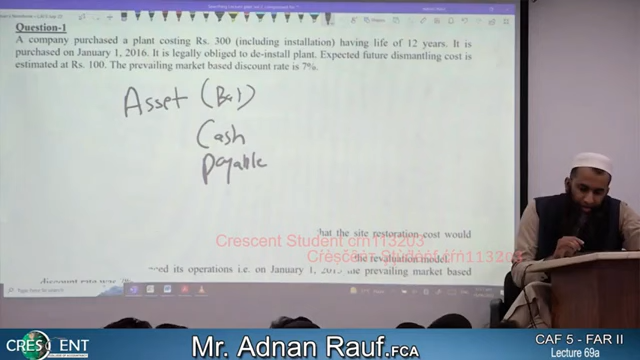 Question-1
A company purchased a plant costing Rs. 300 (including installation) having life of 12 years. It is
purchased on January 1, 2016. It is legally obliged to de-install plant. Expected future dismantling cost is
estimated at Rs. 100. The prevailing market based discount rate is 7%.
Asset (Bal)
Cash
Payable
hat the site restoration cost would
Crescent Student crn113203
Crescent Student crn113203
the revaluation model.
its operations i.e. on January 1, the prevailing market based
discount rate was
CRESCENT
Mr. Adnan Rauf.FCA
CAF 5 - FAR II
Lecture 69a